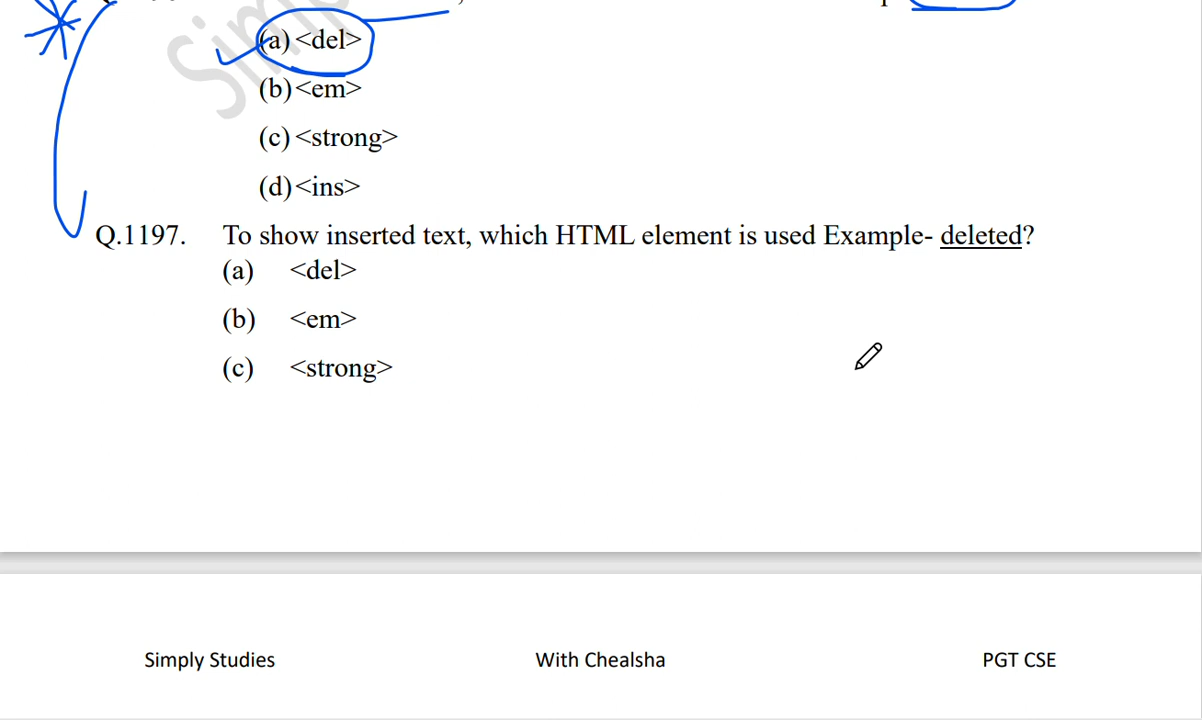 (a) <del>
(b) <em>
(c) <strong>
(d) <ins>
Q.1197. To show inserted text, which HTML element is used Example- deleted?
(a) <del>
(b) <em>
(c) <strong>
Simply Studies With Chealsha PGT CSE